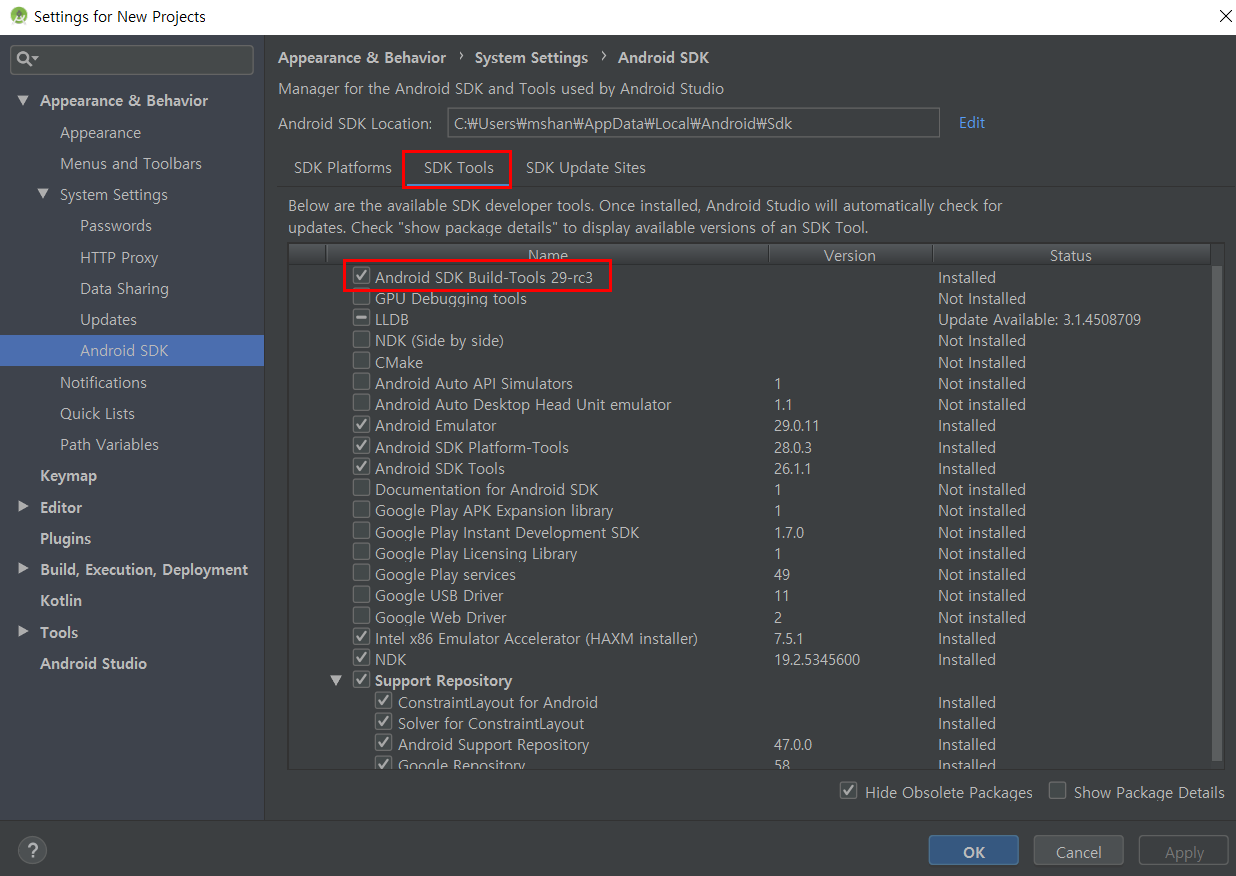 Settings for New Projects
Appearance & Behavior
Appearance
Menus and Toolbars
System Settings
Passwords
HTTP Proxy
Data Sharing
Updates
Android SDK
Notifications
Quick Lists
Path Variables
Keymap
Editor
Plugins
Build, Execution, Deployment
Kotlin
Tools
Android Studio
Appearance & Behavior › System Settings › Android SDK
Manager for the Android SDK and Tools used by Android Studio
Android SDK Location: C:₩Users₩mshan₩AppData₩Local₩Android₩Sdk Edit
SDK Platforms SDK Tools SDK Update Sites
Below are the available SDK developer tools. Once installed, Android Studio will automatically check for
updates. Check "show package details" to display available versions of an SDK Tool.
Name Version Status
Android SDK Build-Tools 29-rc3 Installed
GPU Debugging tools Not Installed
LLDB Update Available: 3.1.4508709
NDK (Side by side) Not Installed
CMake Not Installed
Android Auto API Simulators 1 Not installed
Android Auto Desktop Head Unit emulator 1.1 Not installed
Android Emulator 29.0.11 Installed
Android SDK Platform-Tools 28.0.3 Installed
Android SDK Tools 26.1.1 Installed
Documentation for Android SDK 1 Not installed
Google Play APK Expansion library 1 Not installed
Google Play Instant Development SDK 1.7.0 Not installed
Google Play Licensing Library 1 Not installed
Google Play services 49 Not installed
Google USB Driver 11 Not installed
Google Web Driver 2 Not installed
Intel x86 Emulator Accelerator (HAXM installer) 7.5.1 Installed
NDK 19.2.5345600 Installed
Support Repository
ConstraintLayout for Android Installed
Solver for ConstraintLayout Installed
Android Support Repository 47.0.0 Installed
Google Repository 58 Installed
Hide Obsolete Packages Show Package Details
? OK Cancel Apply